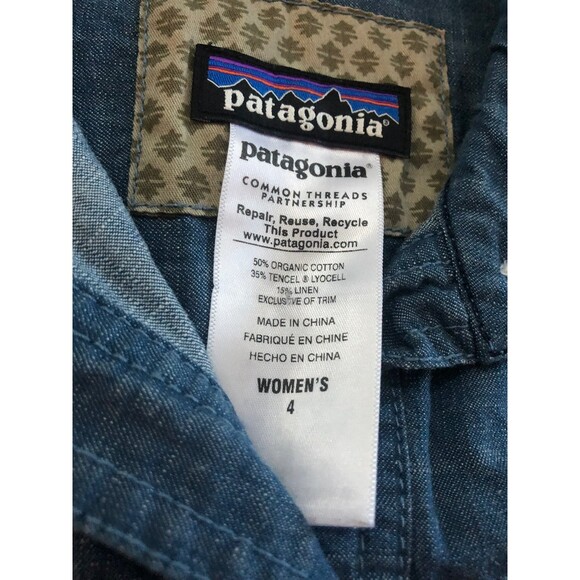 patagonia®
patagonia®
COMMON THREADS
PARTNERSHIP
Repair, Reuse, Recycle
This Product
www.patagonia.com
50% ORGANIC COTTON
35% TENCEL ® LYOCELL
15% LINEN
EXCLUSIVE OF TRIM
MADE IN CHINA
FABRIQUÉ EN CHINE
HECHO EN CHINA
WOMEN'S
4